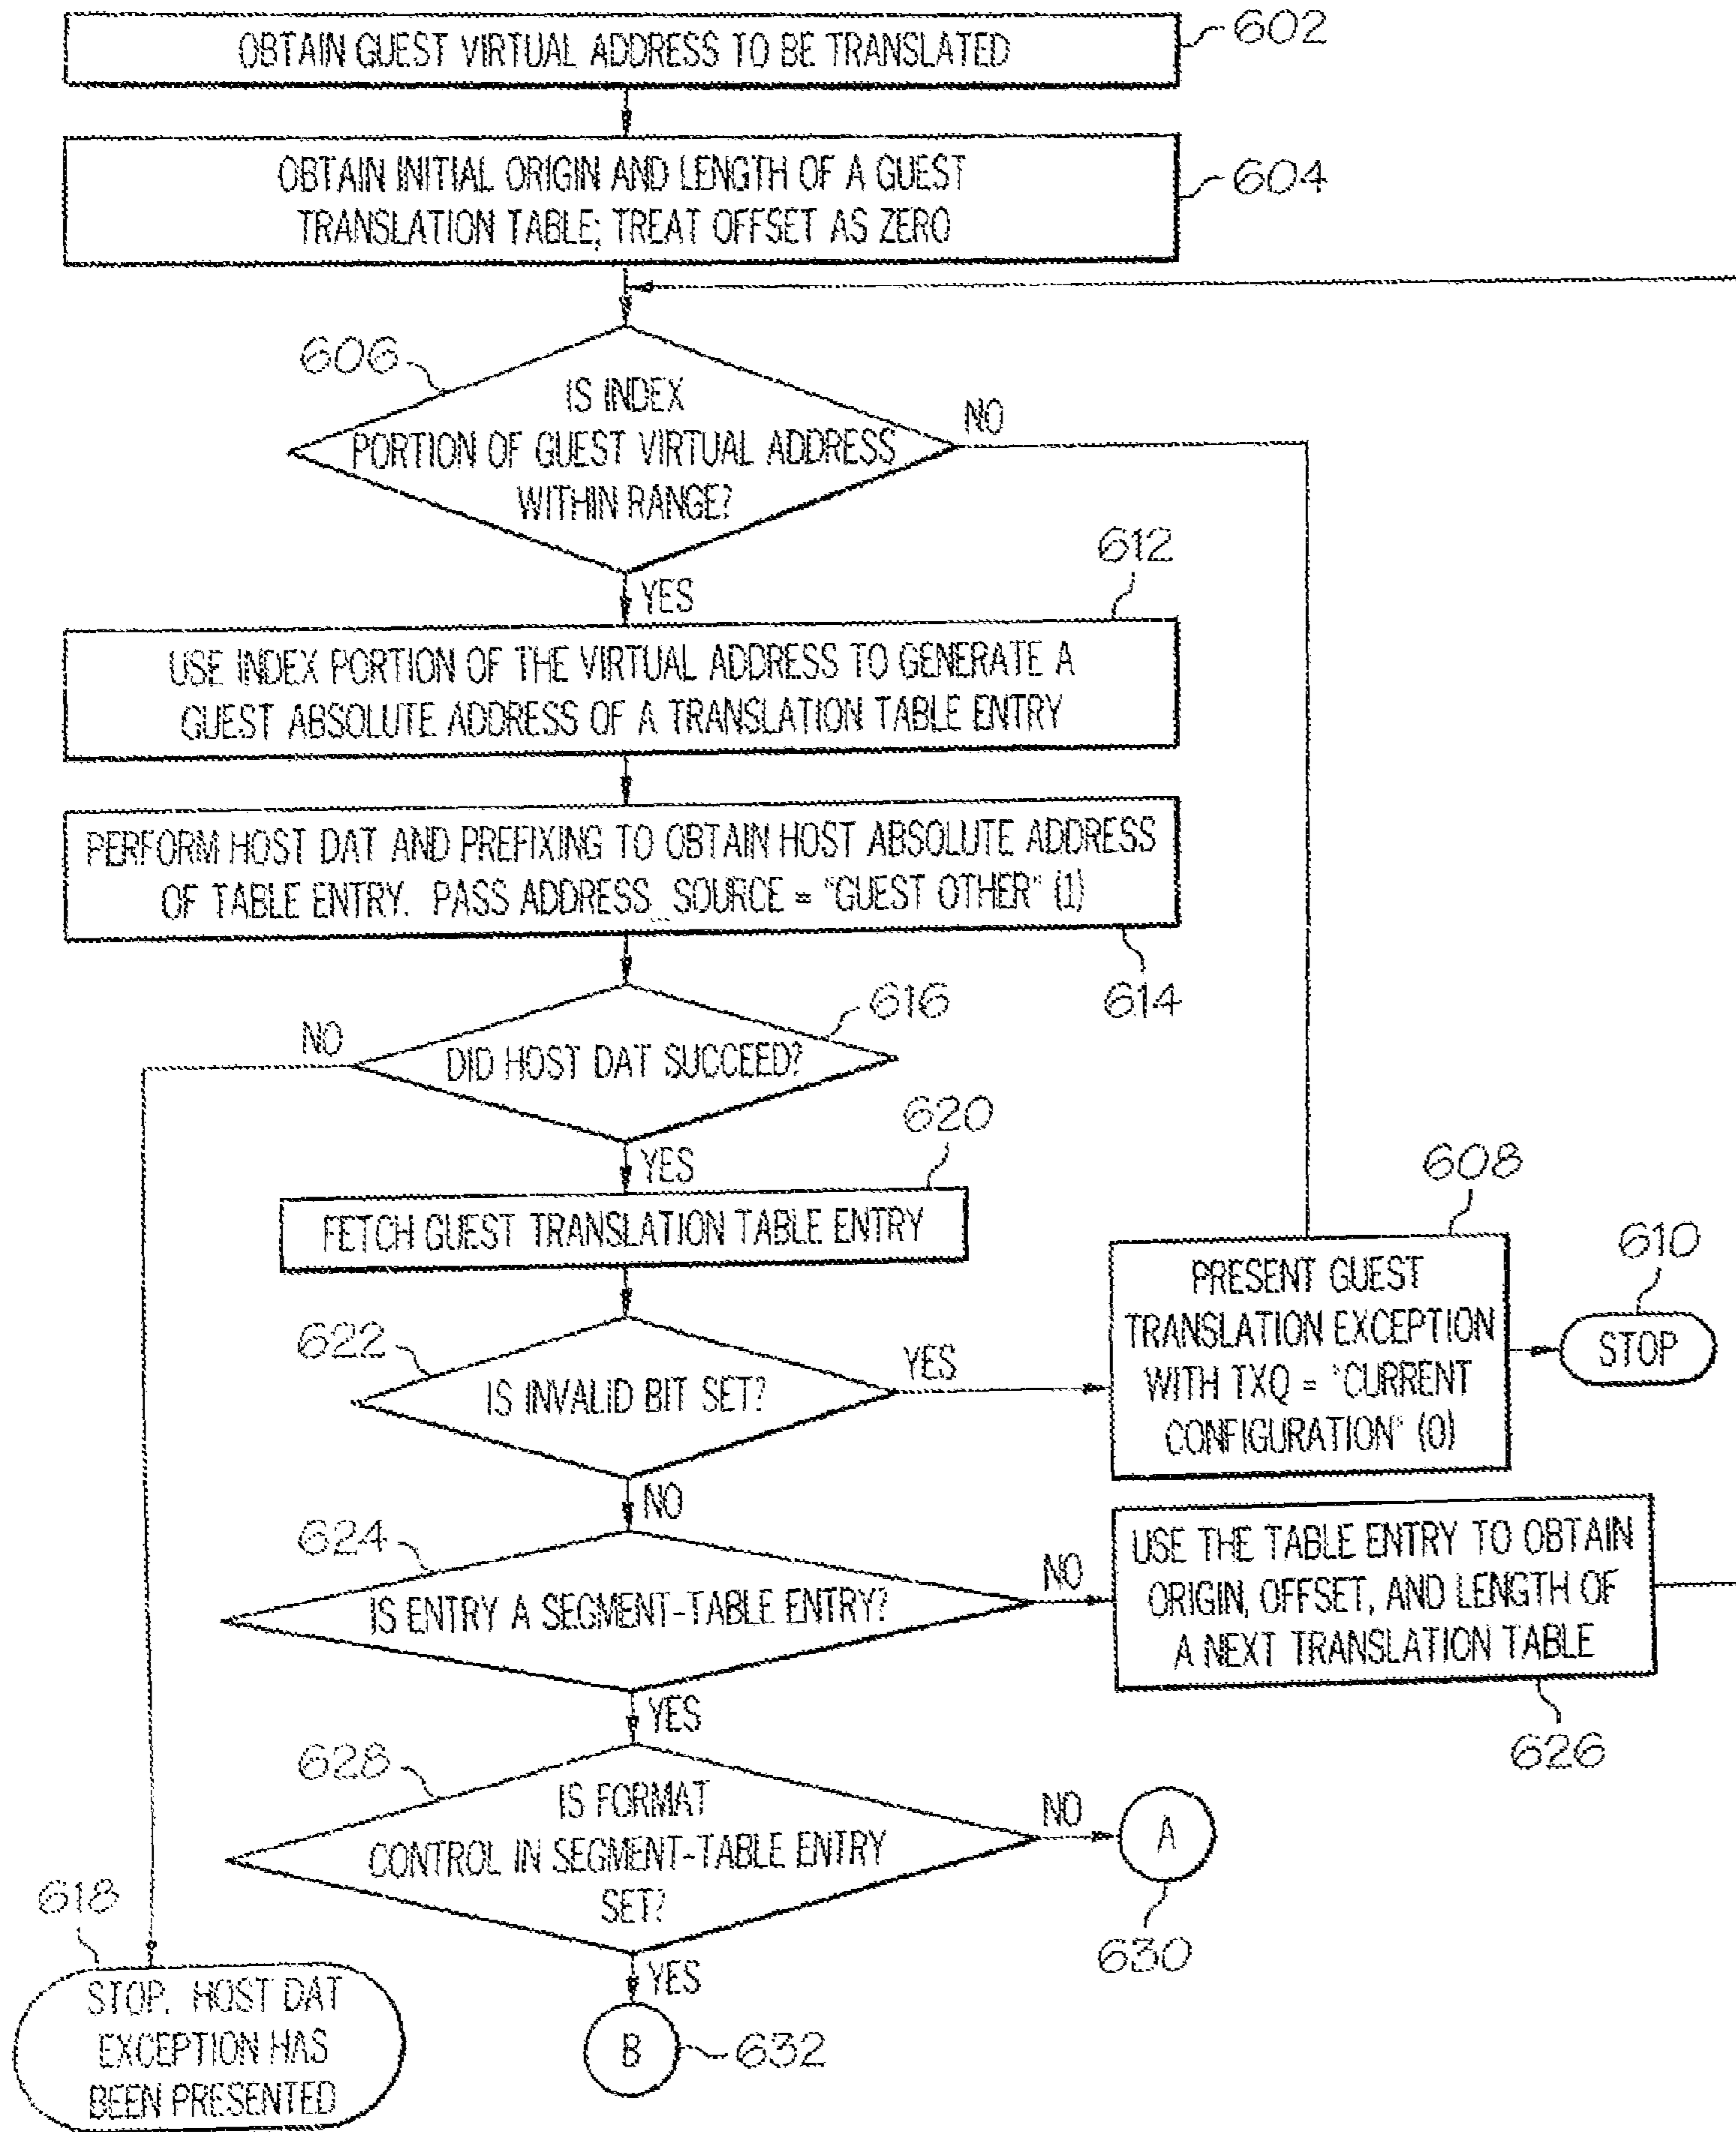 OBTAIN GUEST VIRTUAL ADDRESS TO BE TRANSLATED
602
OBTAIN INITIAL ORIGIN AND LENGTH OF A GUEST
TRANSLATION TABLE; TREAT OFFSET AS ZERO
604
606
IS INDEX
PORTION OF GUEST VIRTUAL ADDRESS
WITHIN RANGE?
NO
YES
612
USE INDEX PORTION OF THE VIRTUAL ADDRESS TO GENERATE A
GUEST ABSOLUTE ADDRESS OF A TRANSLATION TABLE ENTRY
PERFORM HOST DAT AND PREFIXING TO OBTAIN HOST ABSOLUTE ADDRESS
OF TABLE ENTRY. PASS ADDRESS_SOURCE = "GUEST OTHER" (1)
614
616
NO
DID HOST DAT SUCCEED?
YES
620
FETCH GUEST TRANSLATION TABLE ENTRY
608
PRESENT GUEST
TRANSLATION EXCEPTION
WITH TXQ = "CURRENT
CONFIGURATION" (0)
610
STOP
622
IS INVALID BIT SET?
YES
NO
624
IS ENTRY A SEGMENT-TABLE ENTRY?
NO
USE THE TABLE ENTRY TO OBTAIN
ORIGIN, OFFSET, AND LENGTH OF
A NEXT TRANSLATION TABLE
626
YES
628
IS FORMAT
CONTROL IN SEGMENT-TABLE ENTRY
SET?
NO
A
630
YES
B
632
618
STOP. HOST DAT
EXCEPTION HAS
BEEN PRESENTED